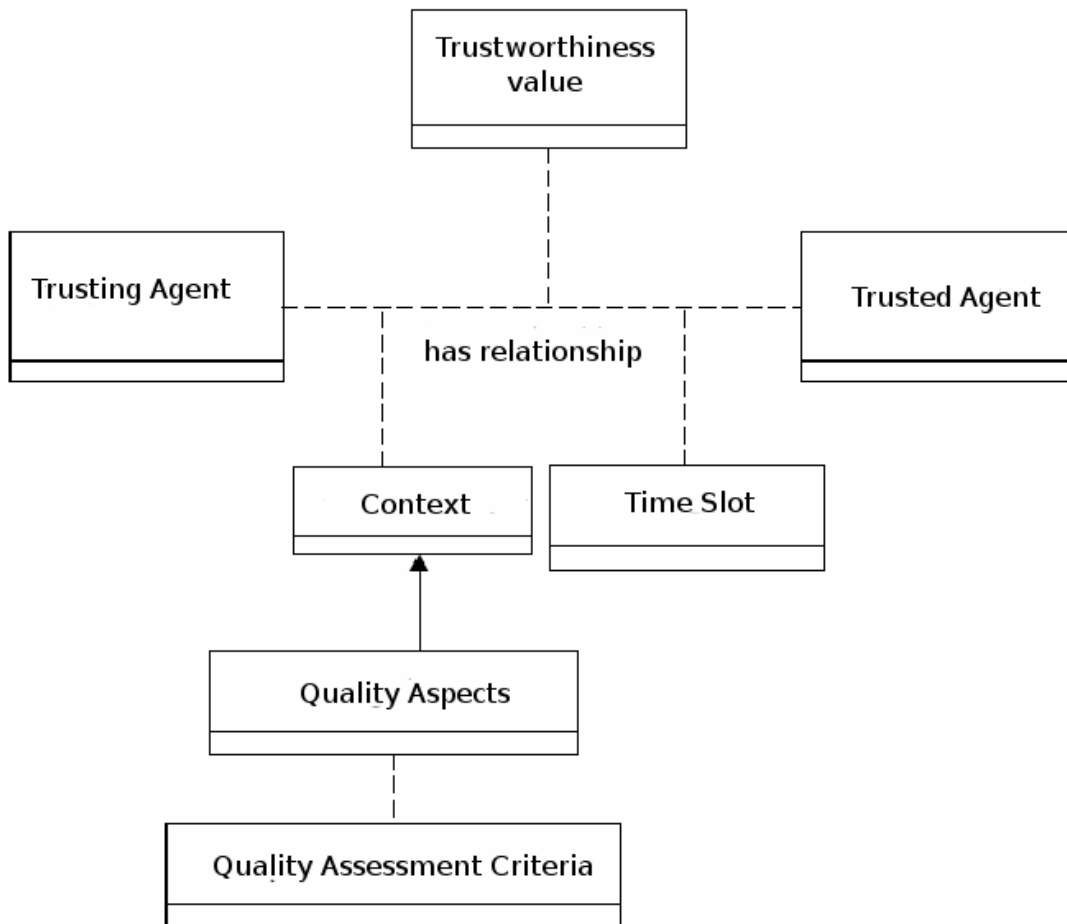 Trustworthiness
value
Trusting Agent
Trusted Agent
has relationship
Context
Time Slot
Quality Aspects
Quality Assessment Criteria